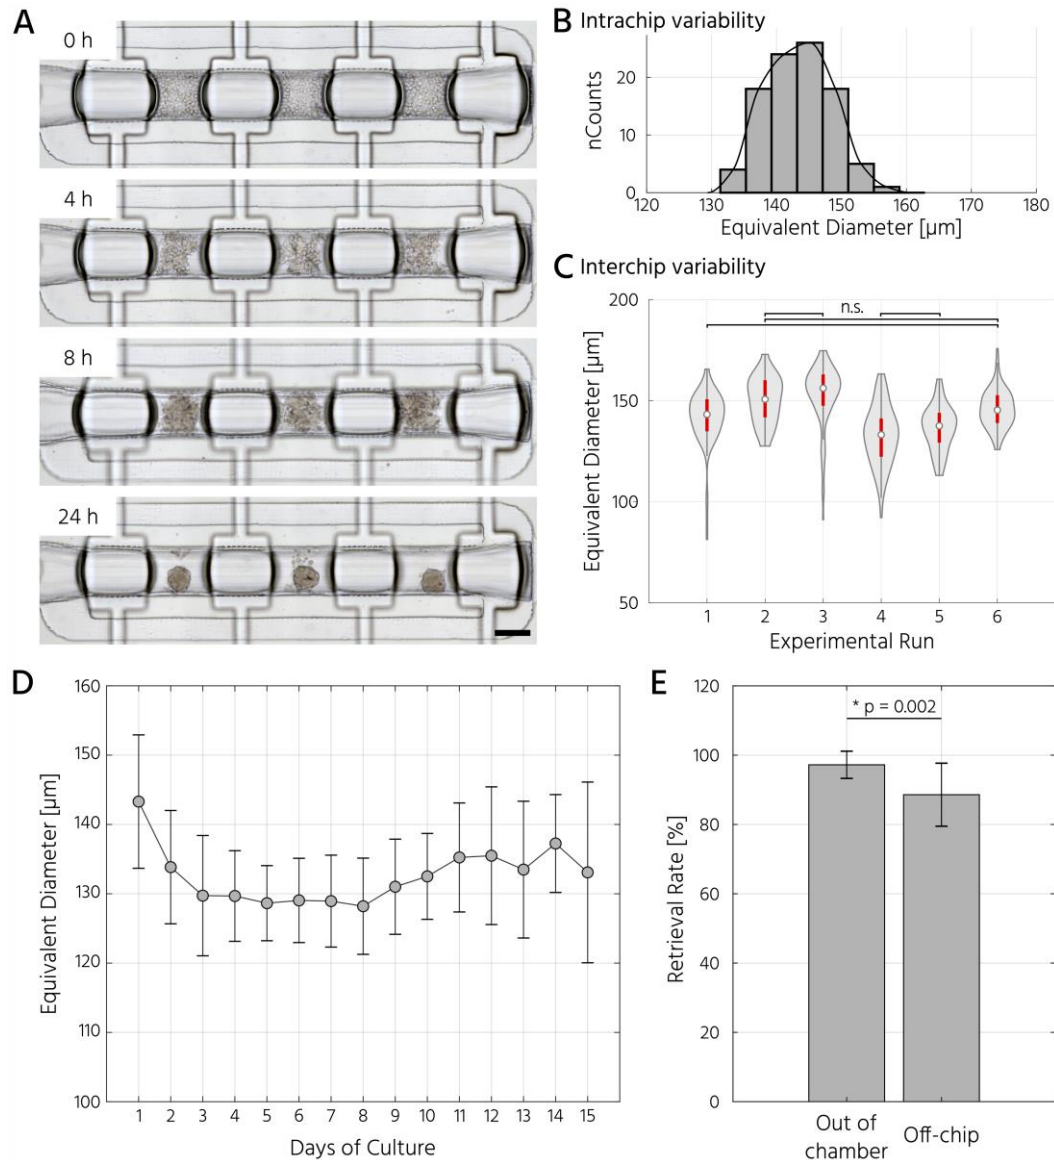 A
0 h
4 h
8 h
24 h
B Intrachip variability
nCounts
20
10
0
120 130 140 150 160 170 180
Equivalent Diameter [µm]
C Interchip variability
Equivalent Diameter [µm]
200
150
100
50
n.s.
1 2 3 4 5 6
Experimental Run
D
Equivalent Diameter [µm]
160
150
140
130
120
110
100
1 2 3 4 5 6 7 8 9 10 11 12 13 14 15
Days of Culture
E
Retrieval Rate [%]
120
100
80
60
40
20
0
* p = 0.002
Out of
chamber
Off-chip